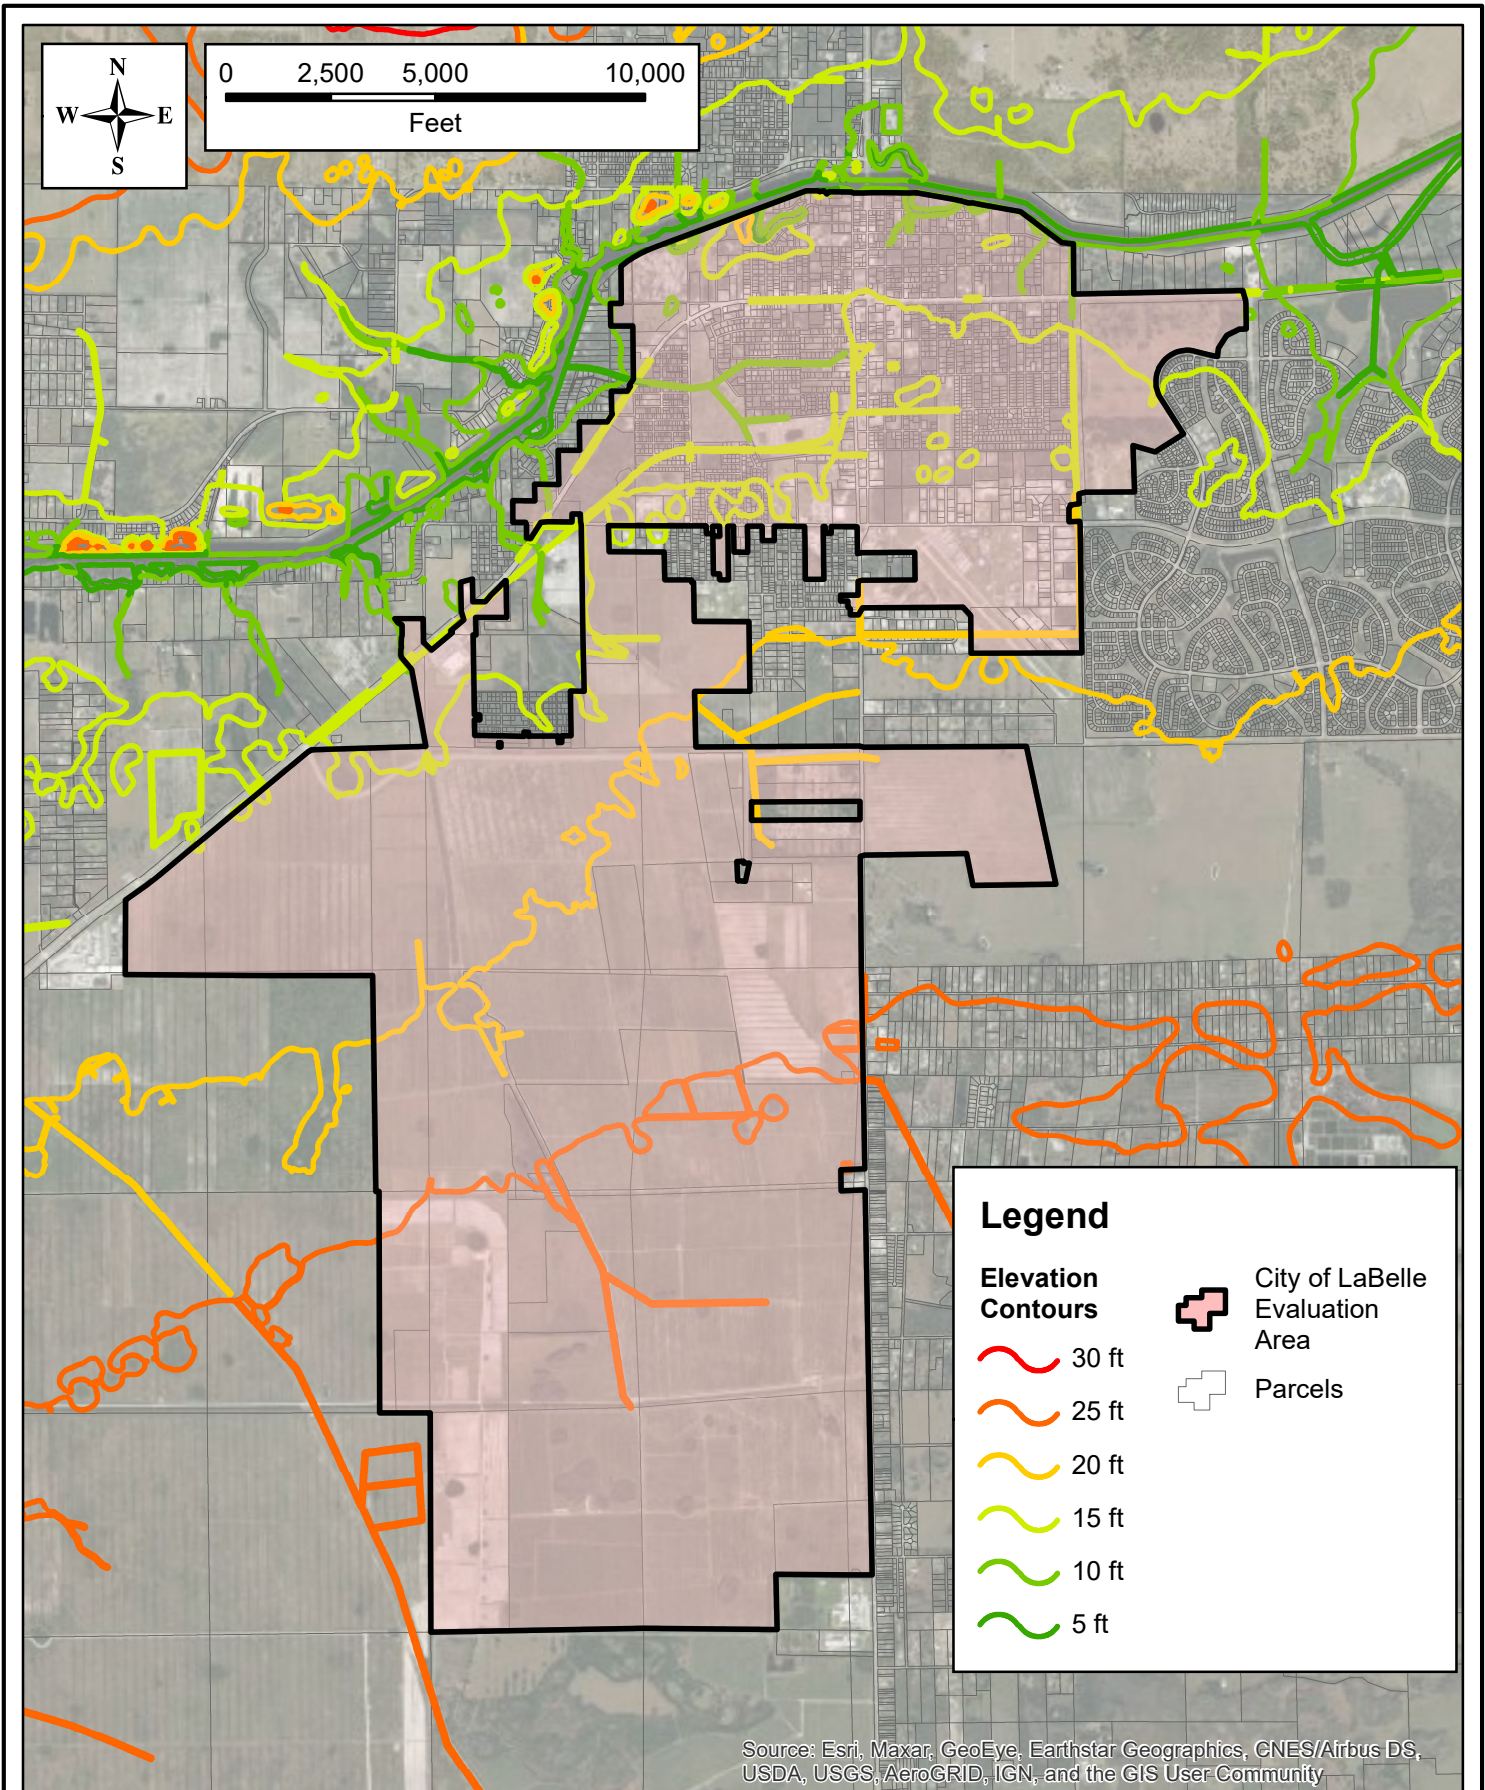 N
W E
S
0 2,500 5,000 10,000
Feet
Legend
Elevation
Contours
30 ft
25 ft
20 ft
15 ft
10 ft
5 ft
City of LaBelle
Evaluation
Area
Parcels
Source: Esri, Maxar, GeoEye, Earthstar Geographics, CNES/Airbus DS,
USDA, USGS, AeroGRID, IGN, and the GIS User Community